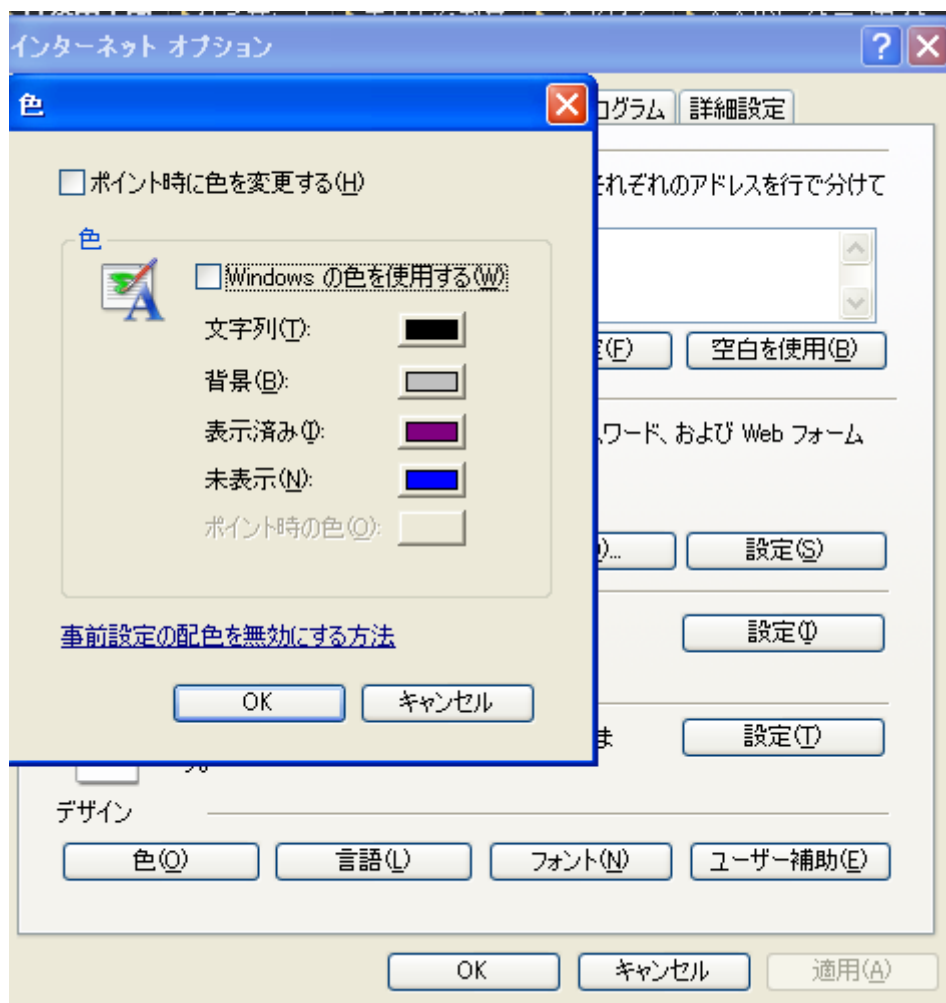 インターネット オプション
色
ログラム
詳細設定
ポイント時に色を変更する(H)
それぞれのアドレスを行で分けて
色
Windows の色を使用する(W)
文字列(T):
(F)
空白を使用(B)
背景(B):
表示済み(I):
ワード、および Web フォーム
未表示(N):
ポイント時の色(O):
)...
設定(S)
事前設定の配色を無効にする方法
設定(I)
OK
キャンセル
ま
設定(T)
す。
デザイン
色(O)
言語(L)
フォント(N)
ユーザー補助(E)
OK
キャンセル
適用(A)